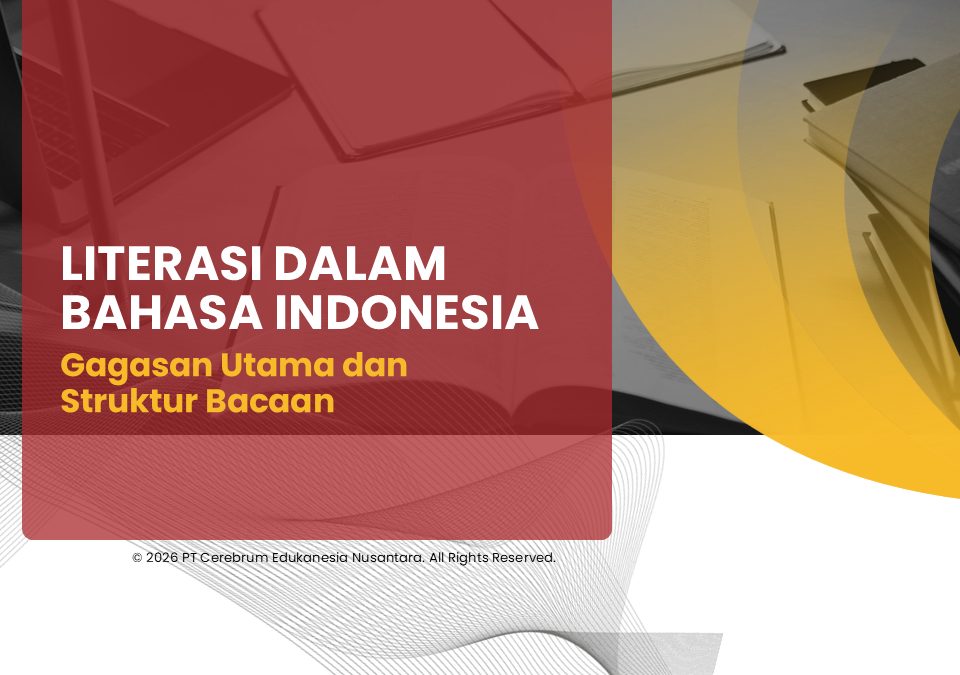 LITERASI DALAM
BAHASA INDONESIA
Gagasan Utama dan
Struktur Bacaan
© 2026 PT Cerebrum Edukanesia Nusantara. All Rights Reserved.